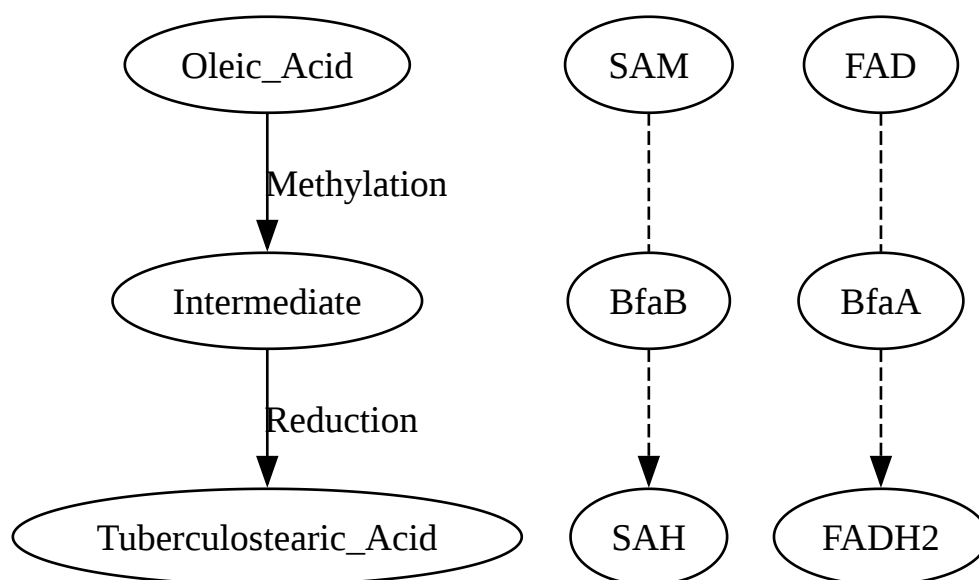 Oleic_Acid SAM FAD
Methylation
Intermediate BfaB BfaA
Reduction
Tuberculostearic_Acid SAH FADH2